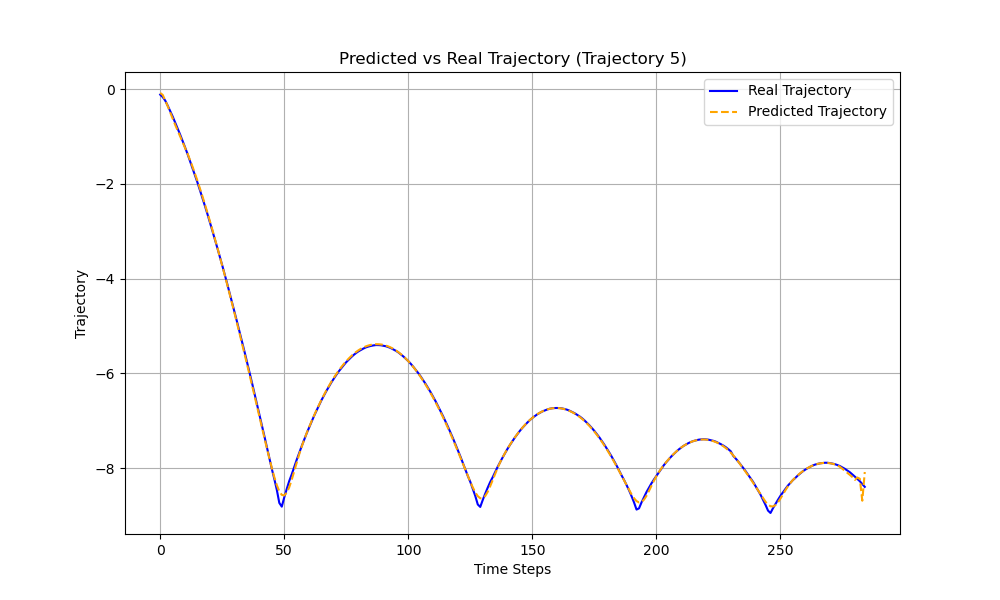 Predicted vs Real Trajectory (Trajectory 5)
Real Trajectory
Predicted Trajectory
Trajectory
0
−2
−4
−6
−8
0
50
100
150
200
250
Time Steps